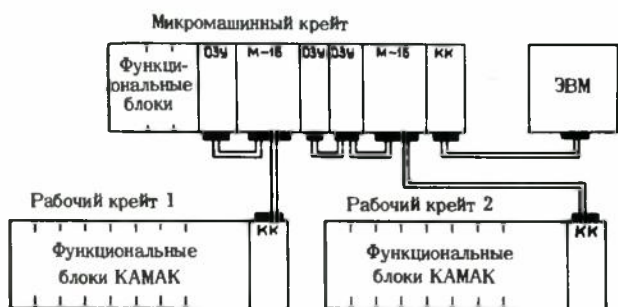 Микромашинный крейт
Функци-
ональные
блоки
ОЗУ
М-16
ОЗУ
ОЗУ
М-16
КК
ЭВМ
Рабочий крейт 1
КК
Функциональные
блоки КАМАК
Рабочий крейт 2
КК
Функциональные
блоки КАМАК